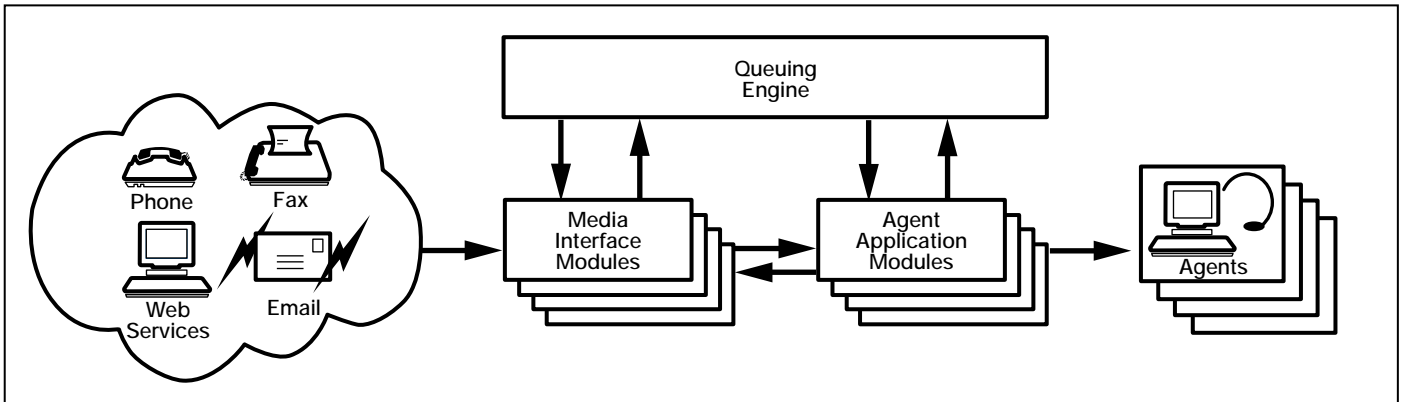 Queuing
Engine
Phone
Fax
Web
Services
Email
Media
Interface
Modules
Agent
Application
Modules
Agents